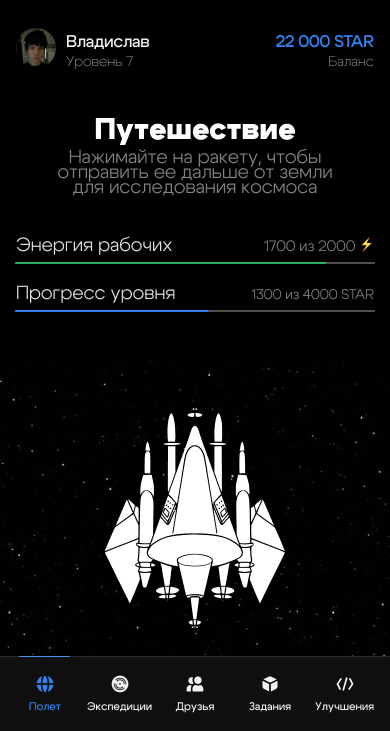 Владислав
22 000 STAR
Уровень 7
Баланс
Путешествие
Нажимайте на ракету, чтобы
отправить ее дальше от земли
для исследования космоса
Энергия рабочих
1700 из 2000 ⚡
Прогресс уровня
1300 из 4000 STAR
Полет
Экспедиции
Друзья
Задания
Улучшения